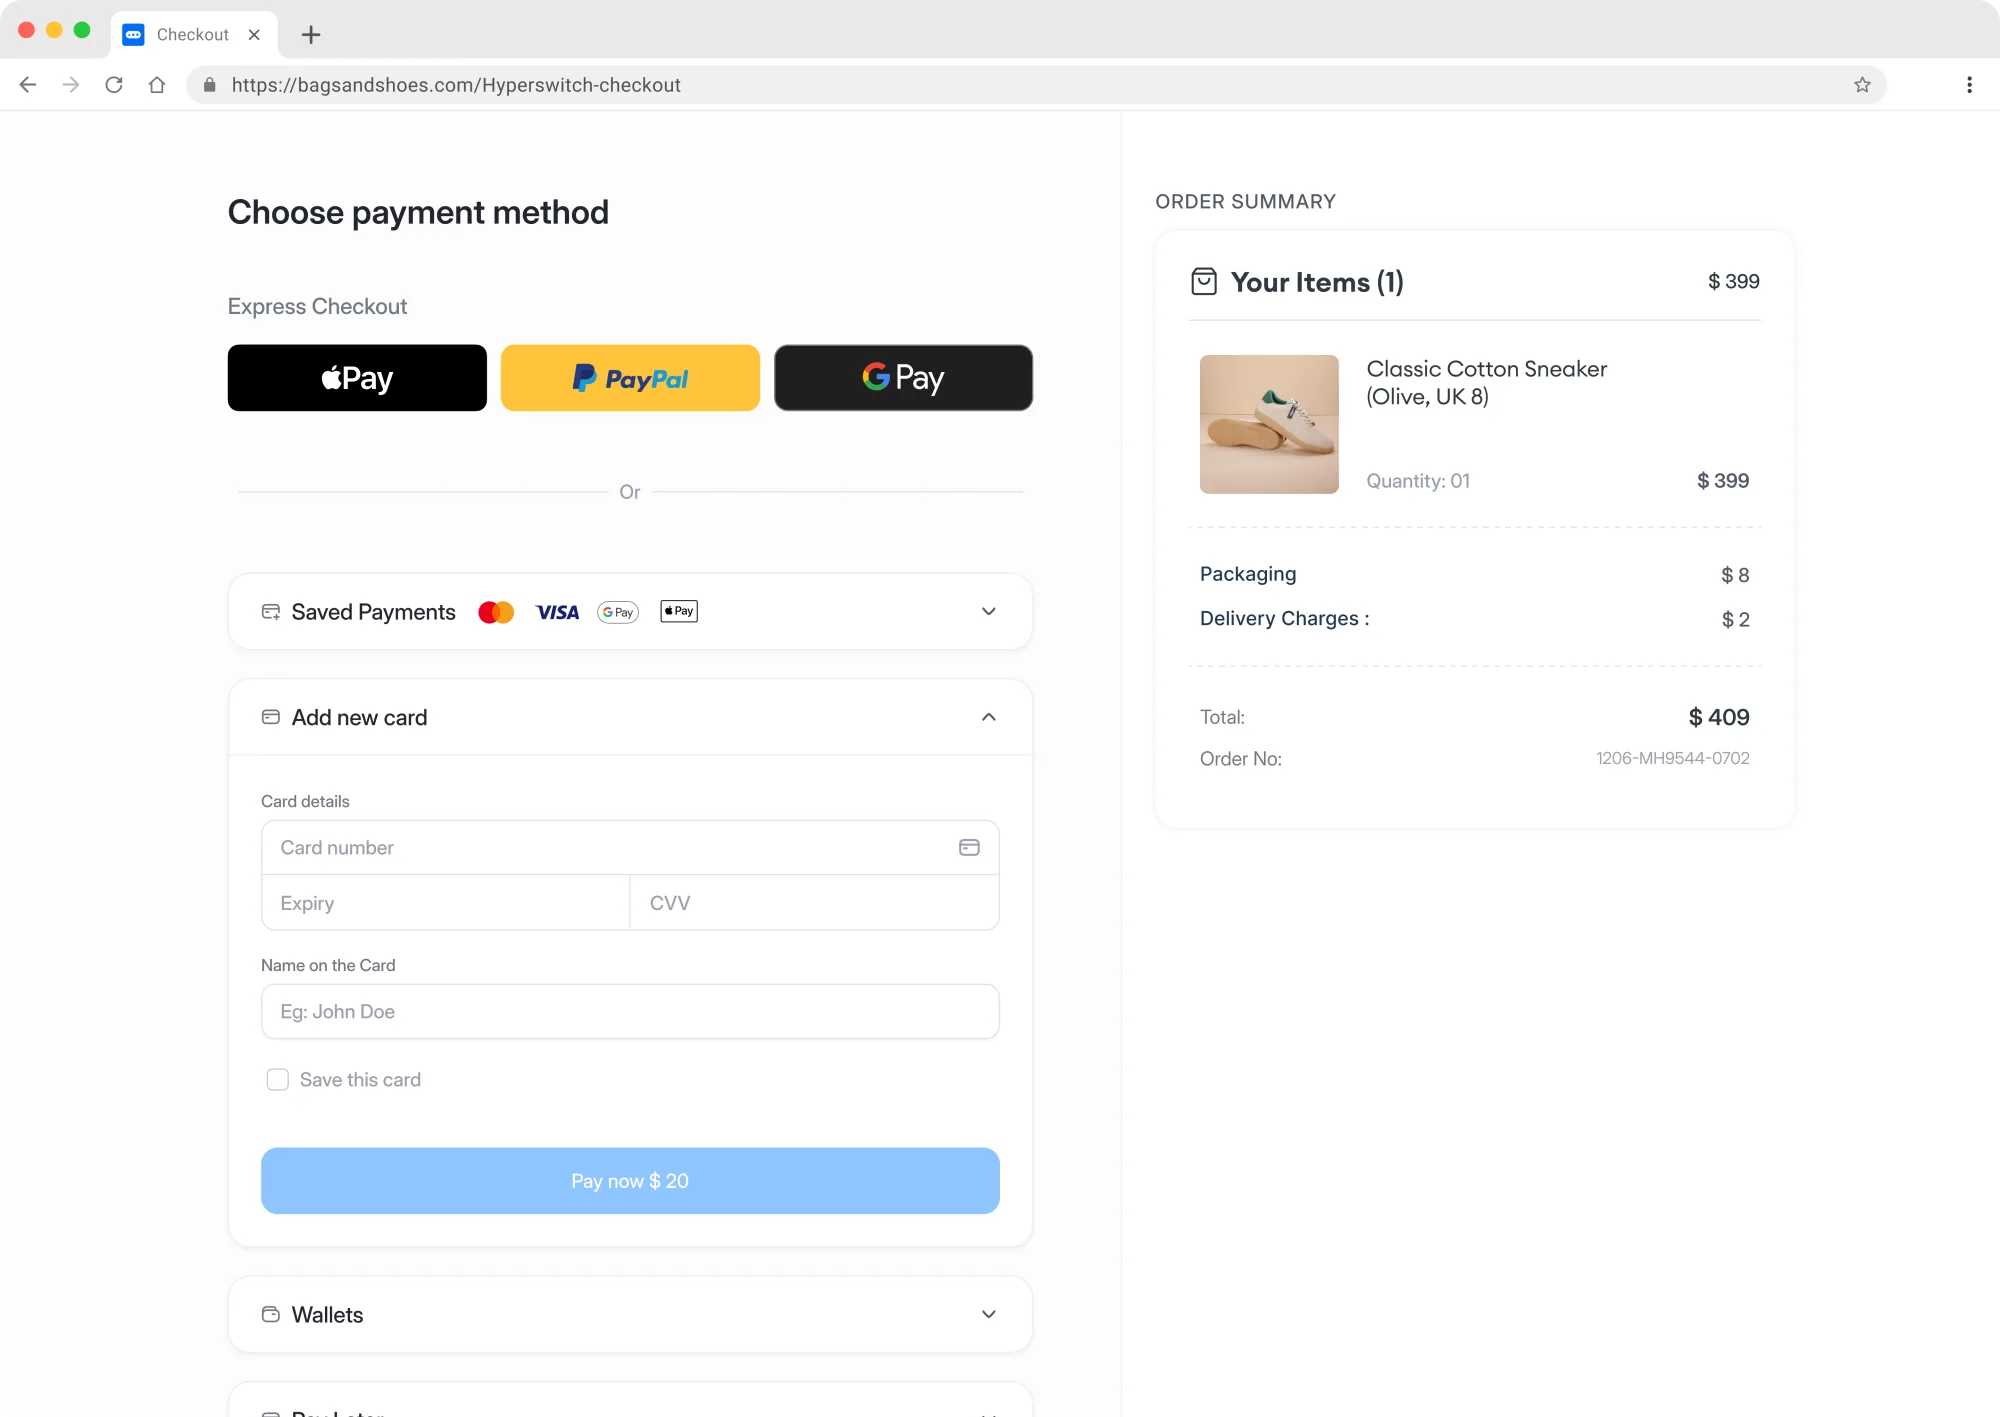 Checkout
https://bagsandshoes.com/Hyperswitch-checkout
Choose payment method
Express Checkout
Pay
PayPal
G Pay
Or
Saved Payments
VISA
G Pay
Pay
Add new card
Card details
Card number
Expiry
CVV
Name on the Card
Eg: John Doe
Save this card
Pay now $ 20
Wallets
Pay Later
ORDER SUMMARY
Your Items (1)
$ 399
Classic Cotton Sneaker
(Olive, UK 8)
Quantity: 01
$ 399
Packaging
$ 8
Delivery Charges :
$ 2
Total:
$ 409
Order No:
1206-MH9544-0702